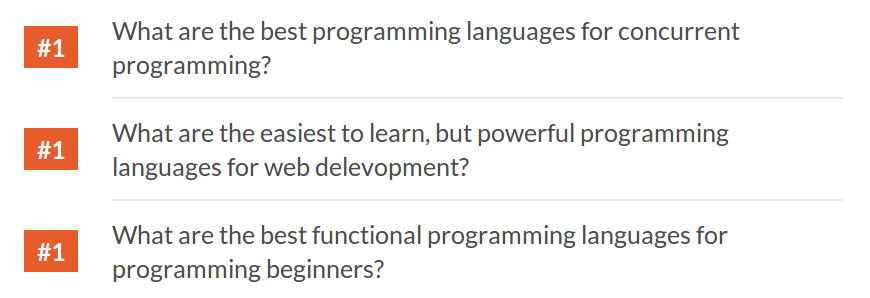 #1
What are the best programming languages for concurrent
programming?
#1
What are the easiest to learn, but powerful programming
languages for web delevopment?
#1
What are the best functional programming languages for
programming beginners?